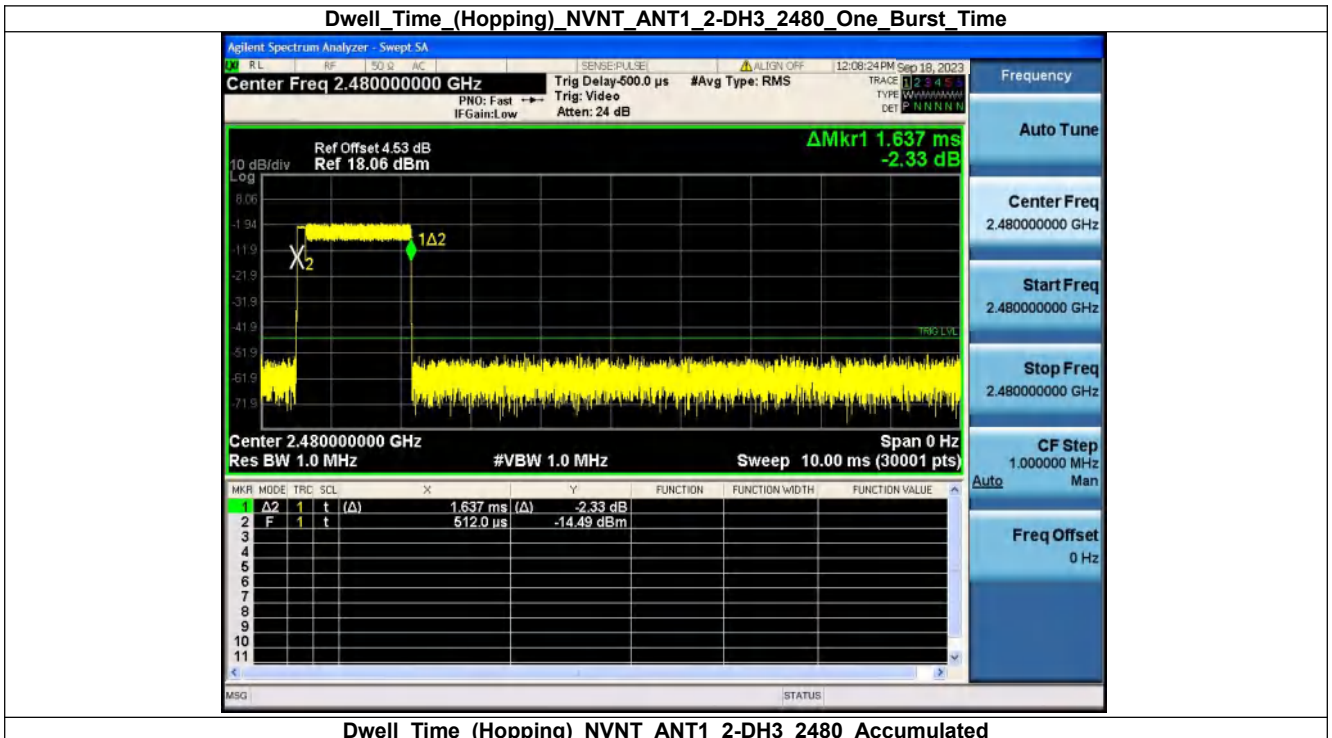 Dwell_Time_(Hopping)_NVNT_ANT1_2-DH3_2480_One_Burst_Time
Agilent Spectrum Analyzer - Swept SA
RL RF 50 Ω AC SENSE:PULSE ALIGN OFF 12:08:24 PM Sep 18, 2023
Center Freq 2.480000000 GHz
PNO: Fast
IFGain:Low
Trig Delay-500.0 µs
Trig: Video
Atten: 24 dB
#Avg Type: RMS
TRACE 1 2 3 4 5 6
TYPE WWWWWW
DET P N N N N N
Ref Offset 4.53 dB
10 dB/div Ref 18.06 dBm
Log
ΔMkr1 1.637 ms
-2.33 dB
8.06
-1.94
-11.9
-21.9
-31.9
-41.9
-51.9
-61.9
-71.9
X2
1Δ2
TRIG LVL
Center 2.480000000 GHz Span 0 Hz
Res BW 1.0 MHz #VBW 1.0 MHz Sweep 10.00 ms (30001 pts)
MKR MODE TRC SCL X Y FUNCTION FUNCTION WIDTH FUNCTION VALUE
1 Δ2 1 t (Δ) 1.637 ms (Δ) -2.33 dB
2 F 1 t 512.0 µs -14.49 dBm
3
4
5
6
7
8
9
10
11
MSG STATUS
Frequency
Auto Tune
Center Freq
2.480000000 GHz
Start Freq
2.480000000 GHz
Stop Freq
2.480000000 GHz
CF Step
1.000000 MHz
Auto Man
Freq Offset
0 Hz
Dwell_Time_(Hopping)_NVNT_ANT1_2-DH3_2480_Accumulated